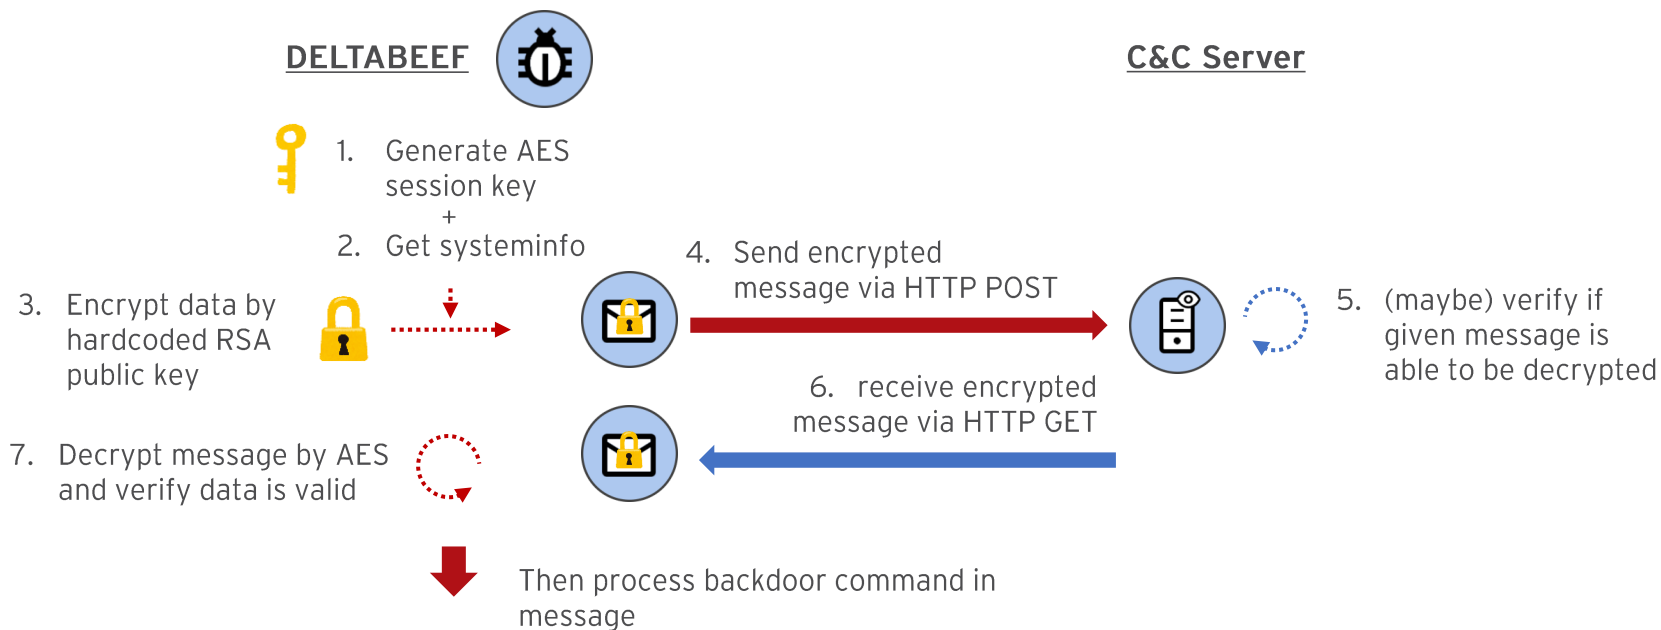 DELTABEEF
C&C Server
1. Generate AES
session key
+
2. Get systeminfo
3. Encrypt data by
hardcoded RSA
public key
4. Send encrypted
message via HTTP POST
5. (maybe) verify if
given message is
able to be decrypted
6. receive encrypted
message via HTTP GET
7. Decrypt message by AES
and verify data is valid
Then process backdoor command in
message